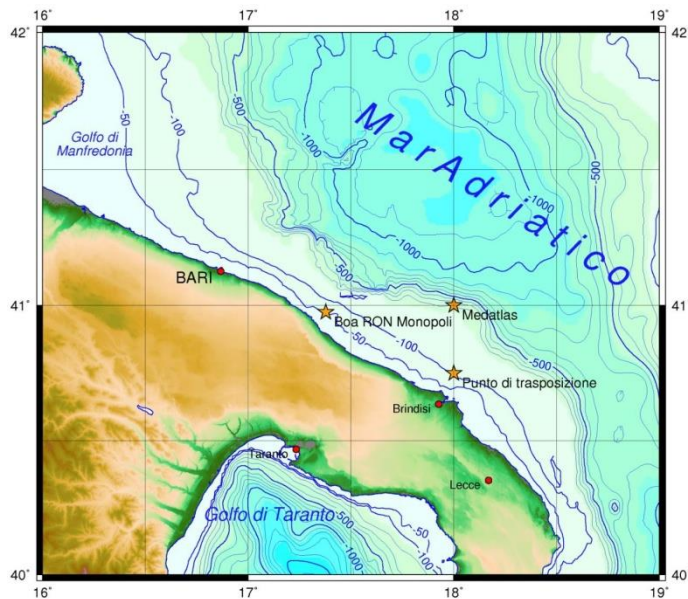 16°
17°
18°
19°
42°
42°
-50
-100
-500
-1000
MarAdriatico
Golfo di
Manfredonia
-500
-1000
-1000
BARI
-500
41°
41°
Boa RON Monopoli
Medatlas
-50
-100
-500
Punto di trasposizione
Brindisi
Taranto
Lecce
Golfo di Taranto
-500
-50
-1000
40°
40°
16°
17°
18°
19°